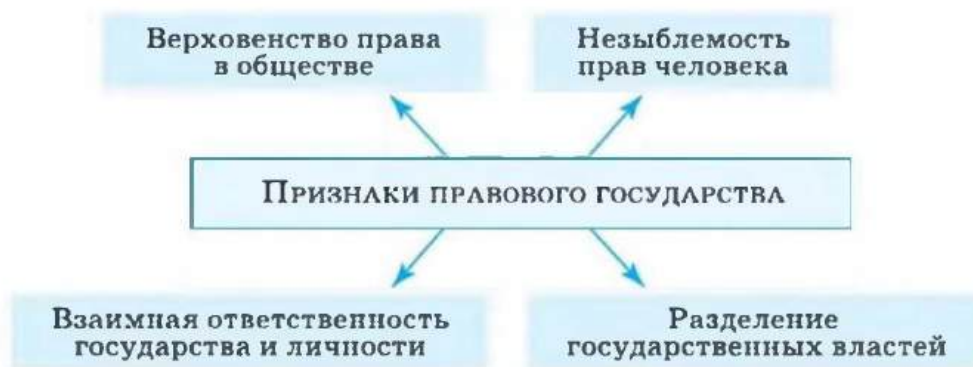 Верховенство права
в обществе
Незыблемость
прав человека
Признаки правового государства
Взаимная ответственность
государства и личности
Разделение
государственных властей